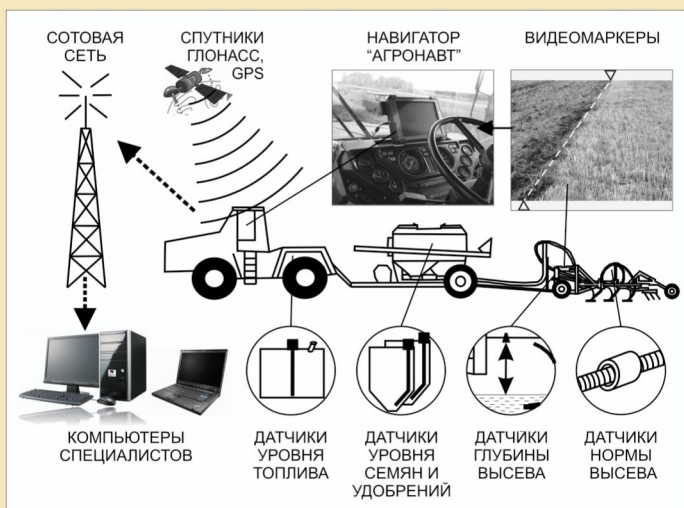 СОТОВАЯ
СЕТЬ
СПУТНИКИ
ГЛОНАСС,
GPS
НАВИГАТОР
“АГРОНАВТ”
ВИДЕОМАРКЕРЫ
КОМПЬЮТЕРЫ
СПЕЦИАЛИСТОВ
ДАТЧИКИ
УРОВНЯ
ТОПЛИВА
ДАТЧИКИ
УРОВНЯ
СЕМЯН И
УДОБРЕНИЙ
ДАТЧИКИ
ГЛУБИНЫ
ВЫСЕВА
ДАТЧИКИ
НОРМЫ
ВЫСЕВА